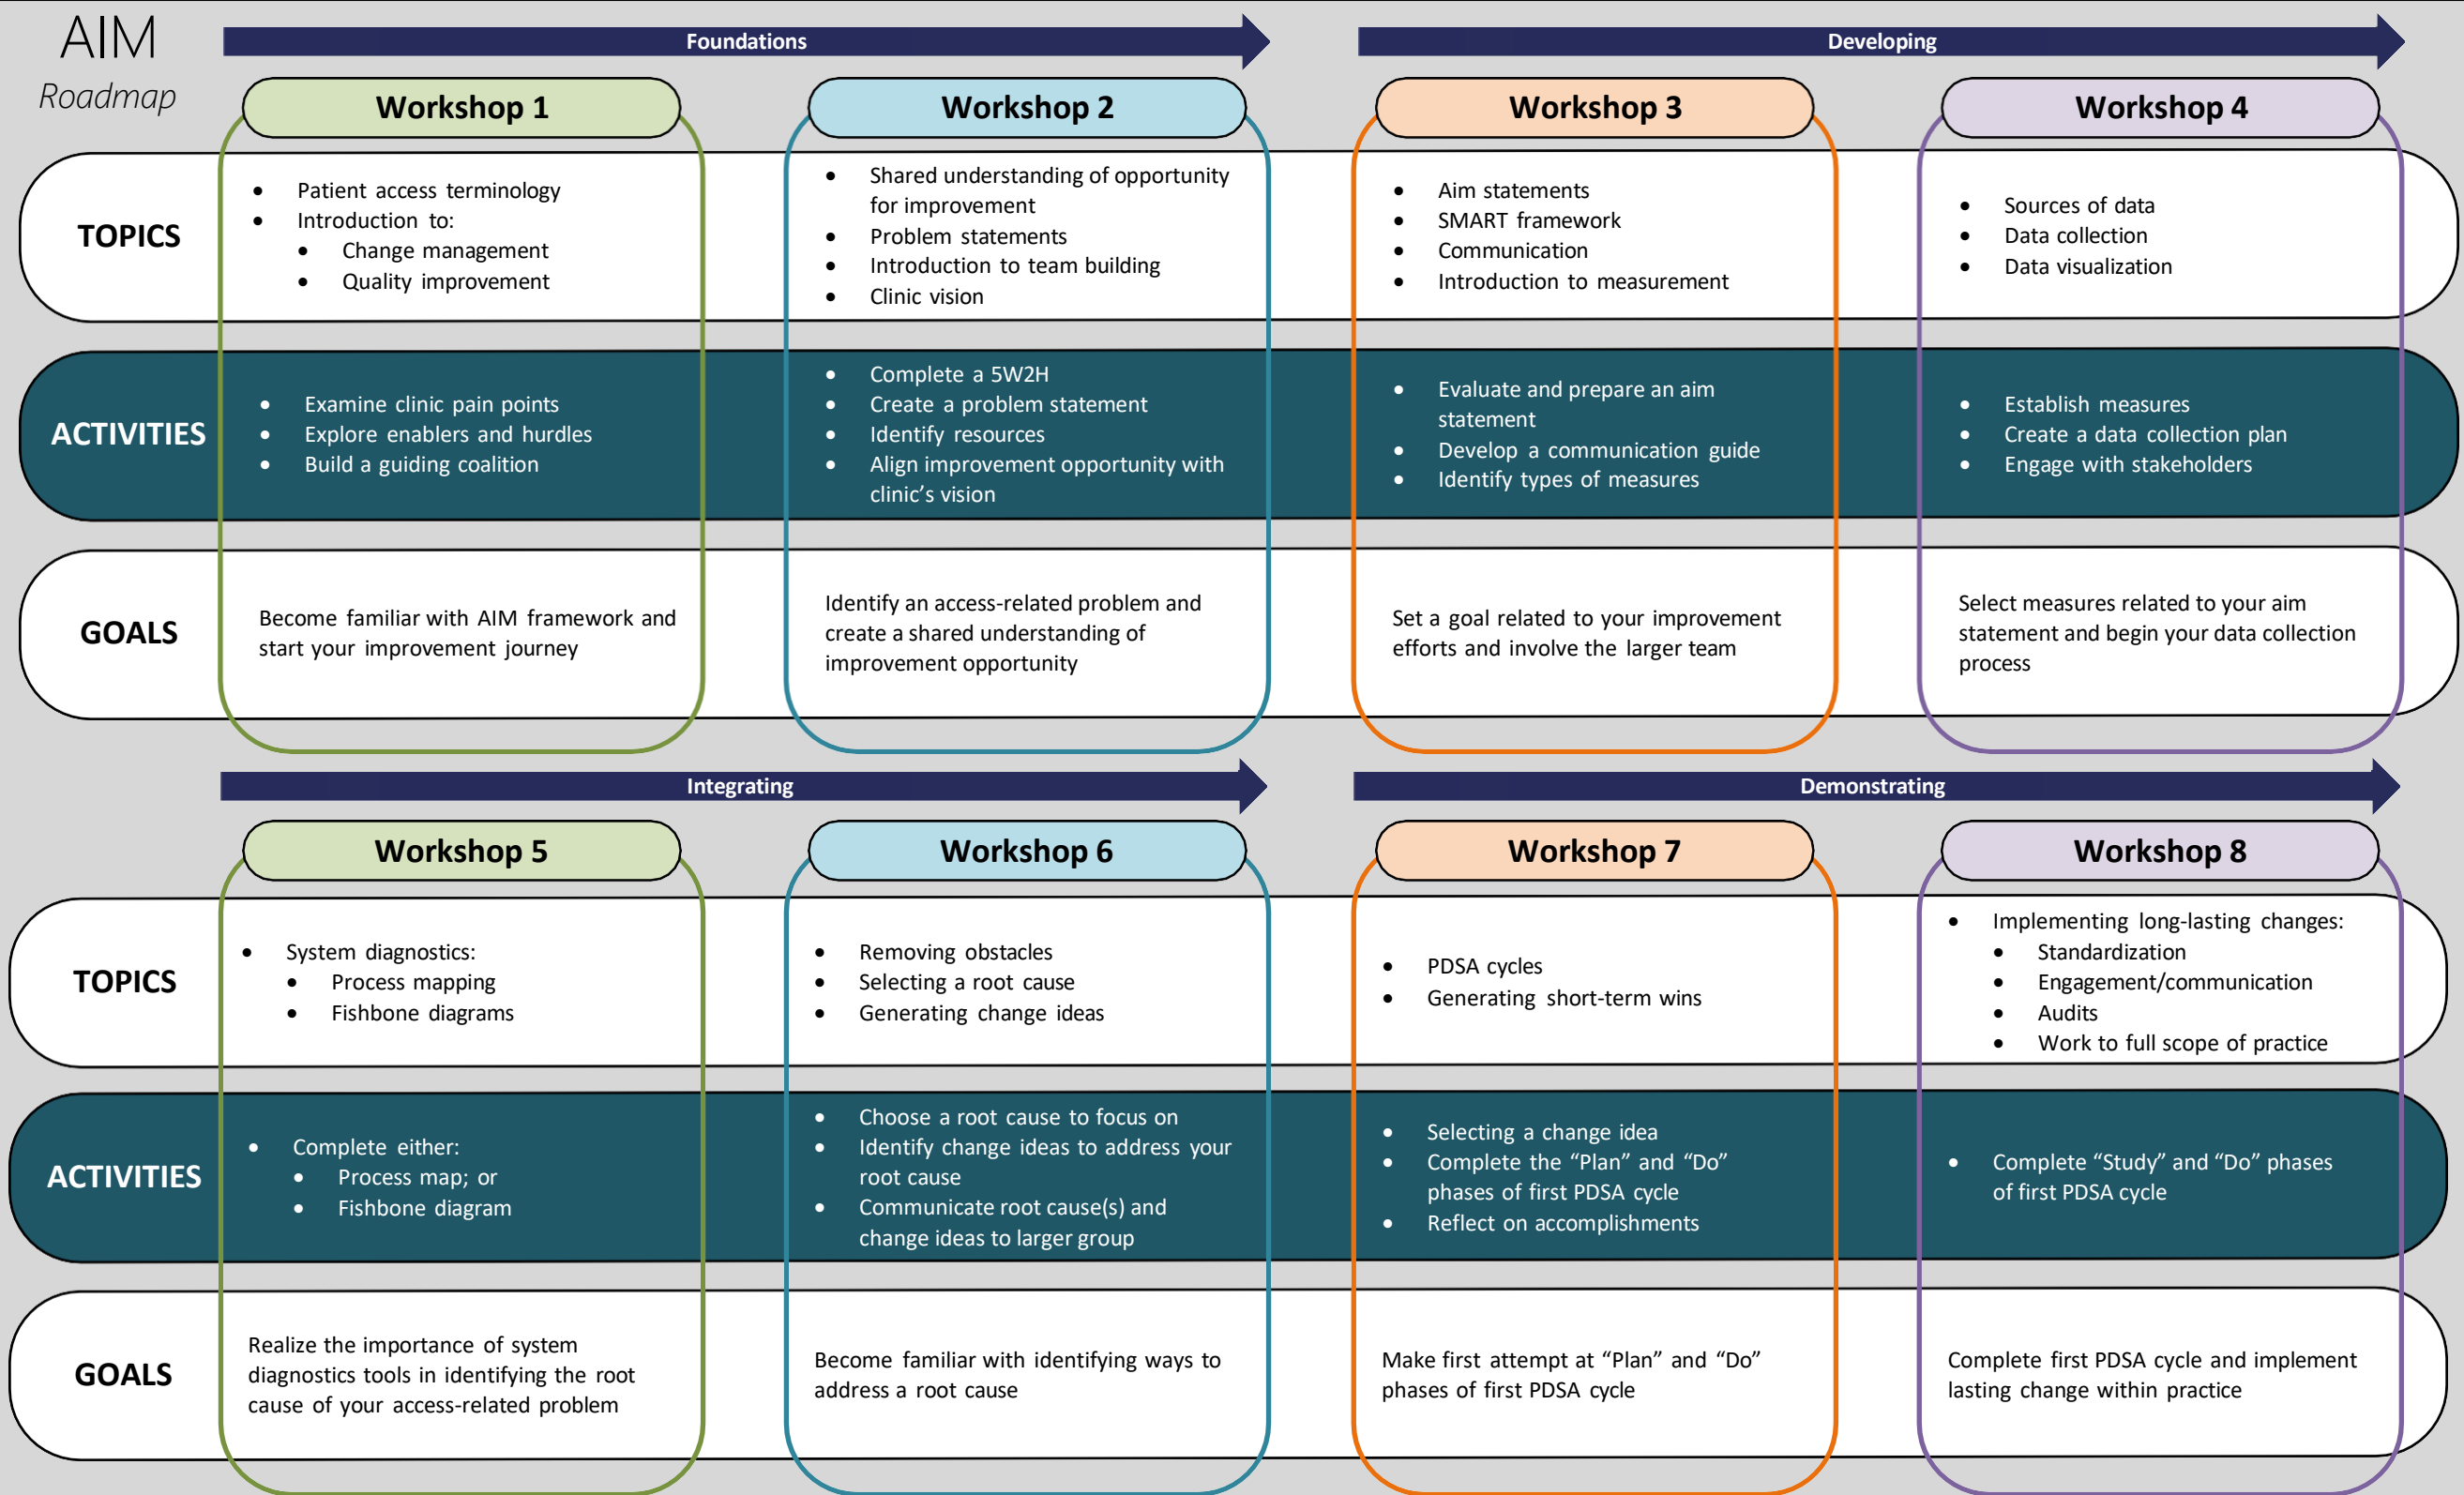 AIM
Roadmap
Foundations
Developing
Workshop 1
Workshop 2
Workshop 3
Workshop 4
TOPICS
• Patient access terminology
• Introduction to:
• Change management
• Quality improvement
• Shared understanding of opportunity
for improvement
• Problem statements
• Introduction to team building
• Clinic vision
• Aim statements
• SMART framework
• Communication
• Introduction to measurement
• Sources of data
• Data collection
• Data visualization
ACTIVITIES
• Examine clinic pain points
• Explore enablers and hurdles
• Build a guiding coalition
• Complete a 5W2H
• Create a problem statement
• Identify resources
• Align improvement opportunity with
clinic’s vision
• Evaluate and prepare an aim
statement
• Develop a communication guide
• Identify types of measures
• Establish measures
• Create a data collection plan
• Engage with stakeholders
GOALS
Become familiar with AIM framework and
start your improvement journey
Identify an access-related problem and
create a shared understanding of
improvement opportunity
Set a goal related to your improvement
efforts and involve the larger team
Select measures related to your aim
statement and begin your data collection
process
Integrating
Demonstrating
Workshop 5
Workshop 6
Workshop 7
Workshop 8
TOPICS
• System diagnostics:
• Process mapping
• Fishbone diagrams
• Removing obstacles
• Selecting a root cause
• Generating change ideas
• PDSA cycles
• Generating short-term wins
• Implementing long-lasting changes:
• Standardization
• Engagement/communication
• Audits
• Work to full scope of practice
ACTIVITIES
• Complete either:
• Process map; or
• Fishbone diagram
• Choose a root cause to focus on
• Identify change ideas to address your
root cause
• Communicate root cause(s) and
change ideas to larger group
• Selecting a change idea
• Complete the “Plan” and “Do”
phases of first PDSA cycle
• Reflect on accomplishments
• Complete “Study” and “Do” phases
of first PDSA cycle
GOALS
Realize the importance of system
diagnostics tools in identifying the root
cause of your access-related problem
Become familiar with identifying ways to
address a root cause
Make first attempt at “Plan” and “Do”
phases of first PDSA cycle
Complete first PDSA cycle and implement
lasting change within practice